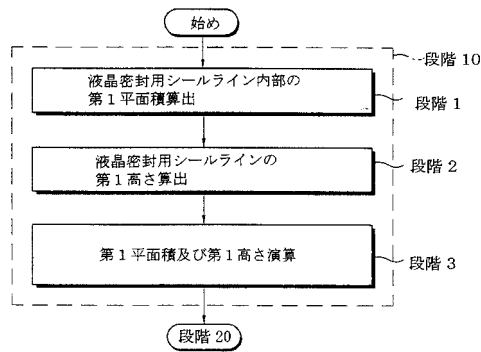 始め
段階 10
液晶密封用シールライン内部の
第1平面積算出
段階 1
液晶密封用シールラインの
第1高さ算出
段階 2
第1平面積及び第1高さ演算
段階 3
段階 20